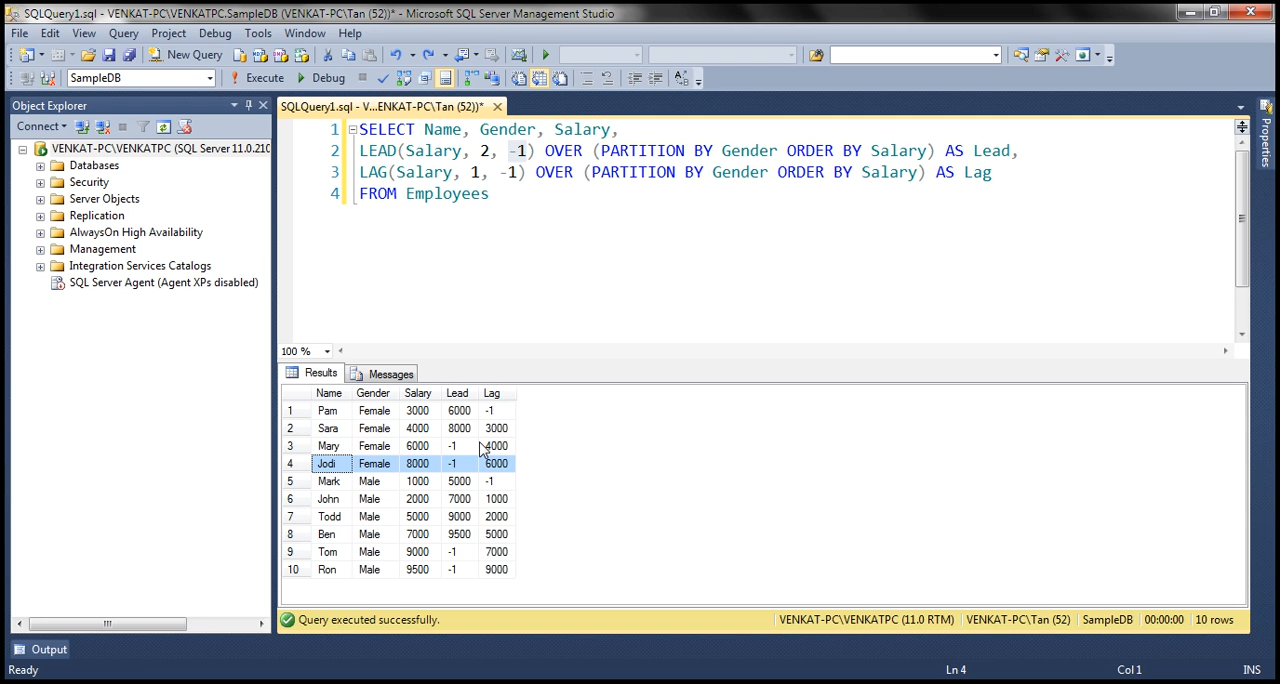 SQLQuery1.sql - VENKAT-PC\VENKATPC.SampleDB (VENKAT-PC\Tan (52))* - Microsoft SQL Server Management Studio
File Edit View Query Project Debug Tools Window Help
New Query
SampleDB Execute Debug
Object Explorer
Connect
VENKAT-PC\VENKATPC (SQL Server 11.0.210
Databases
Security
Server Objects
Replication
AlwaysOn High Availability
Management
Integration Services Catalogs
SQL Server Agent (Agent XPs disabled)
SQLQuery1.sql - V...ENKAT-PC\Tan (52))*
1 SELECT Name, Gender, Salary,
2 LEAD(Salary, 2, -1) OVER (PARTITION BY Gender ORDER BY Salary) AS Lead,
3 LAG(Salary, 1, -1) OVER (PARTITION BY Gender ORDER BY Salary) AS Lag
4 FROM Employees
100 %
Results Messages
Name Gender Salary Lead Lag
1 Pam Female 3000 6000 -1
2 Sara Female 4000 8000 3000
3 Mary Female 6000 -1 4000
4 Jodi Female 8000 -1 6000
5 Mark Male 1000 5000 -1
6 John Male 2000 7000 1000
7 Todd Male 5000 9000 2000
8 Ben Male 7000 9500 5000
9 Tom Male 9000 -1 7000
10 Ron Male 9500 -1 9000
Query executed successfully. VENKAT-PC\VENKATPC (11.0 RTM) VENKAT-PC\Tan (52) SampleDB 00:00:00 10 rows
Properties
Output
Ready Ln 4 Col 1 INS